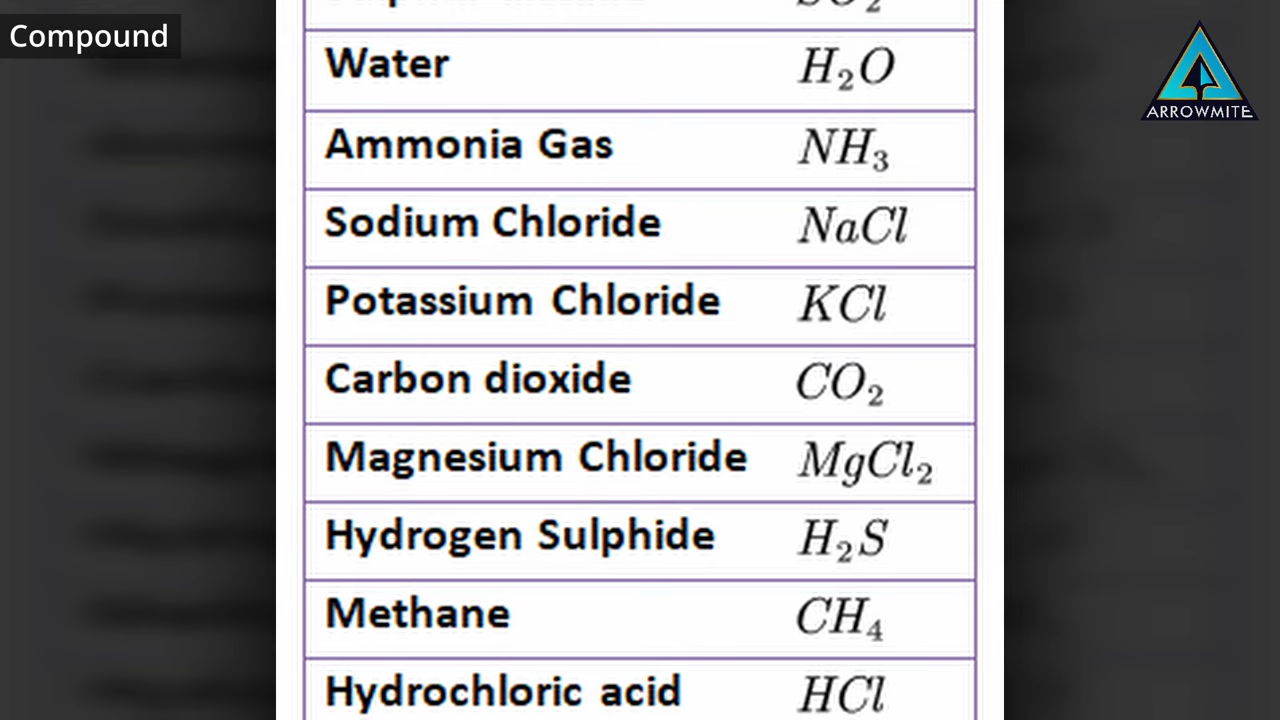 Compound
SO₂
Water H₂O
Ammonia Gas NH₃
Sodium Chloride NaCl
Potassium Chloride KCl
Carbon dioxide CO₂
Magnesium Chloride MgCl₂
Hydrogen Sulphide H₂S
Methane CH₄
Hydrochloric acid HCl
ARROWMITE